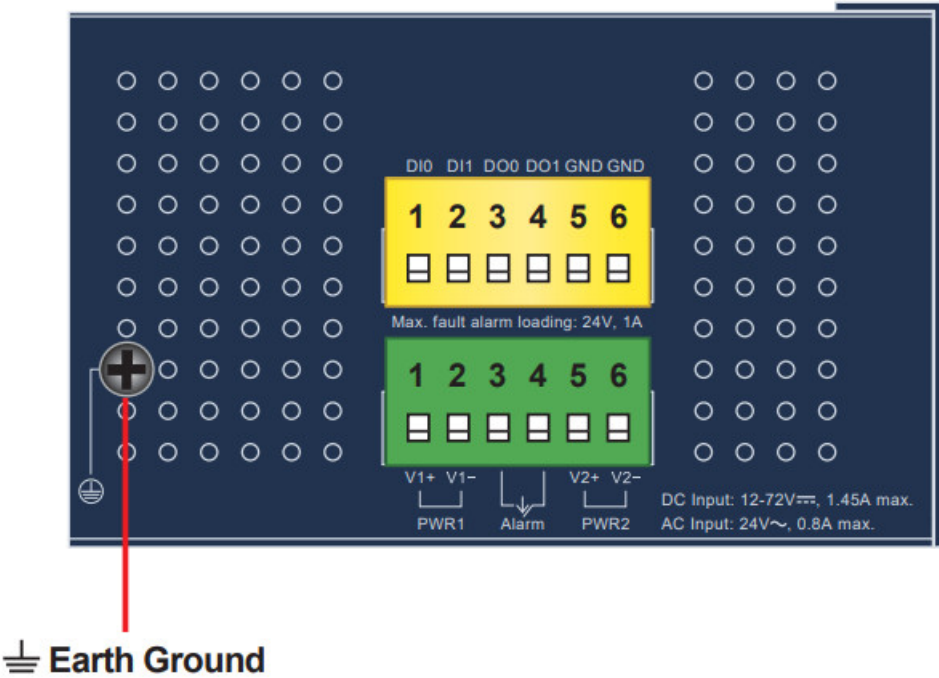 DI0 DI1 DO0 DO1 GND GND
1 2 3 4 5 6
Max. fault alarm loading: 24V, 1A
1 2 3 4 5 6
V1+ V1− V2+ V2−
PWR1 Alarm PWR2
DC Input: 12-72V⎓, 1.45A max.
AC Input: 24V～, 0.8A max.
Earth Ground